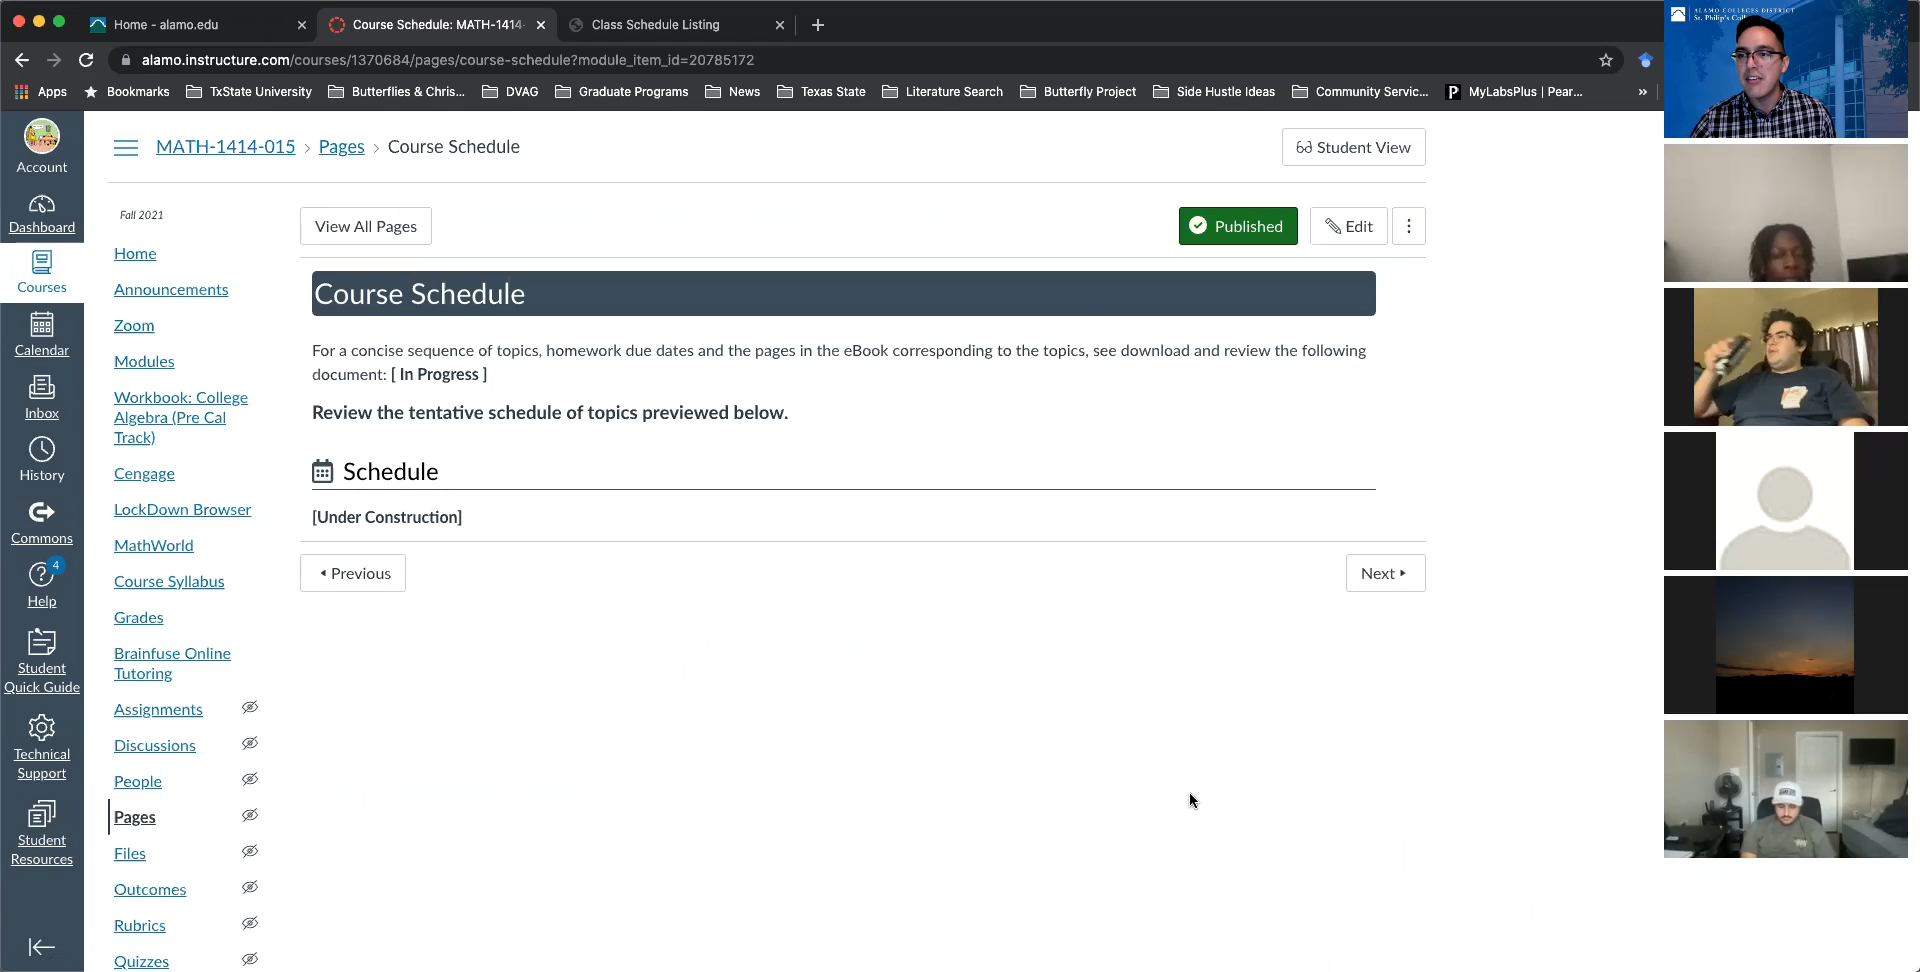 Home - alamo.edu
Course Schedule: MATH-1414-
Class Schedule Listing
alamo.instructure.com/courses/1370684/pages/course-schedule?module_item_id=20785172
Apps
Bookmarks
TxState University
Butterflies & Chris...
DVAG
Graduate Programs
News
Texas State
Literature Search
Butterfly Project
Side Hustle Ideas
Community Servic...
MyLabsPlus | Pear...
»
ALAMO COLLEGES DISTRICT
St. Philip's
Account
Dashboard
Courses
Calendar
Inbox
History
Commons
4
Help
Student
Quick Guide
Technical
Support
Student
Resources
MATH-1414-015 › Pages › Course Schedule
Student View
Fall 2021
Home
Announcements
Zoom
Modules
Workbook: College
Algebra (Pre Cal
Track)
Cengage
LockDown Browser
MathWorld
Course Syllabus
Grades
Brainfuse Online
Tutoring
Assignments
Discussions
People
Pages
Files
Outcomes
Rubrics
Quizzes
View All Pages
Published
Edit
Course Schedule
For a concise sequence of topics, homework due dates and the pages in the eBook corresponding to the topics, see download and review the following
document: [ In Progress ]
Review the tentative schedule of topics previewed below.
Schedule
[Under Construction]
Previous
Next